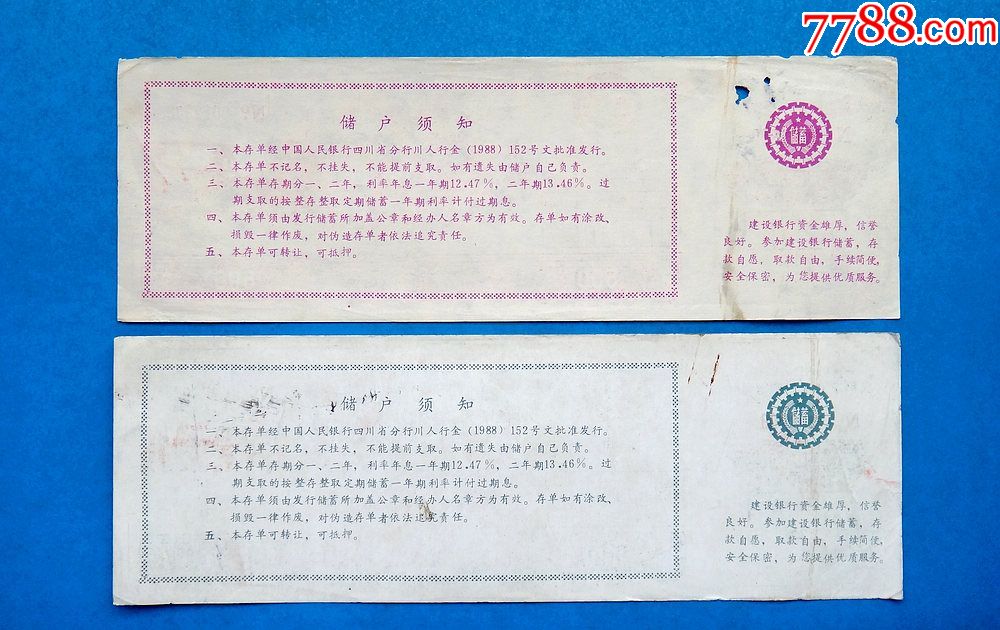 7788.com
储户须知
一、本存单经中国人民银行四川省分行川人行金(1988)152号文批准发行。
二、本存单不记名，不挂失，不能提前支取。如有遗失由储户自己负责。
三、本存单存期分一、二年，利率年息一年期12.47%，二年期13.46%。过
期支取的按整存整取定期储蓄一年期利率计付过期息。
四、本存单须由发行储蓄所加盖公章和经办人名章方为有效。存单如有涂改、
损毁一律作废，对伪造存单者依法追究责任。
五、本存单可转让，可抵押。
儲蓄
建设银行资金雄厚，信誉
良好。参加建设银行储蓄，存
款自愿，取款自由，手续简便，
安全保密，为您提供优质服务。
储户须知
一、本存单经中国人民银行四川省分行川人行金(1988)152号文批准发行。
二、本存单不记名，不挂失，不能提前支取。如有遗失由储户自己负责。
三、本存单存期分一、二年，利率年息一年期12.47%，二年期13.46%。过
期支取的按整存整取定期储蓄一年期利率计付过期息。
四、本存单须由发行储蓄所加盖公章和经办人名章方为有效。存单如有涂改、
损毁一律作废，对伪造存单者依法追究责任。
五、本存单可转让，可抵押。
儲蓄
建设银行资金雄厚，信誉
良好。参加建设银行储蓄，存
款自愿，取款自由，手续简便，
安全保密，为您提供优质服务。